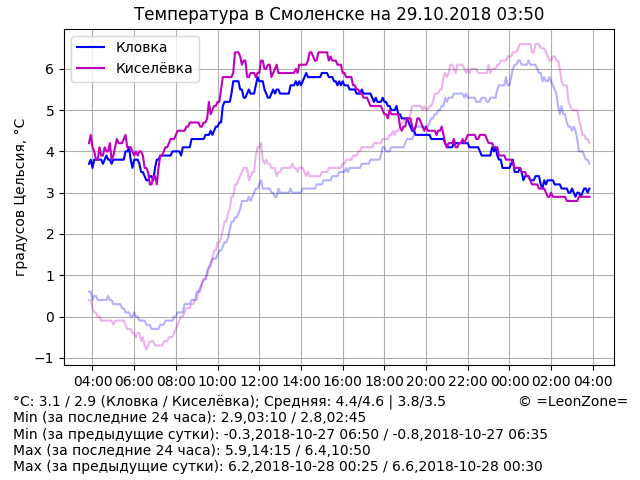 Температура в Смоленске на 29.10.2018 03:50
Кловка
Киселёвка
градусов Цельсия, °C
6
5
4
3
2
1
0
−1
04:00 06:00 08:00 10:00 12:00 14:00 16:00 18:00 20:00 22:00 00:00 02:00 04:00
°C: 3.1 / 2.9 (Кловка / Киселёвка); Средняя: 4.4/4.6 | 3.8/3.5 © =LeonZone=
Min (за последние 24 часа): 2.9,03:10 / 2.8,02:45
Min (за предыдущие сутки): -0.3,2018-10-27 06:50 / -0.8,2018-10-27 06:35
Max (за последние 24 часа): 5.9,14:15 / 6.4,10:50
Max (за предыдущие сутки): 6.2,2018-10-28 00:25 / 6.6,2018-10-28 00:30